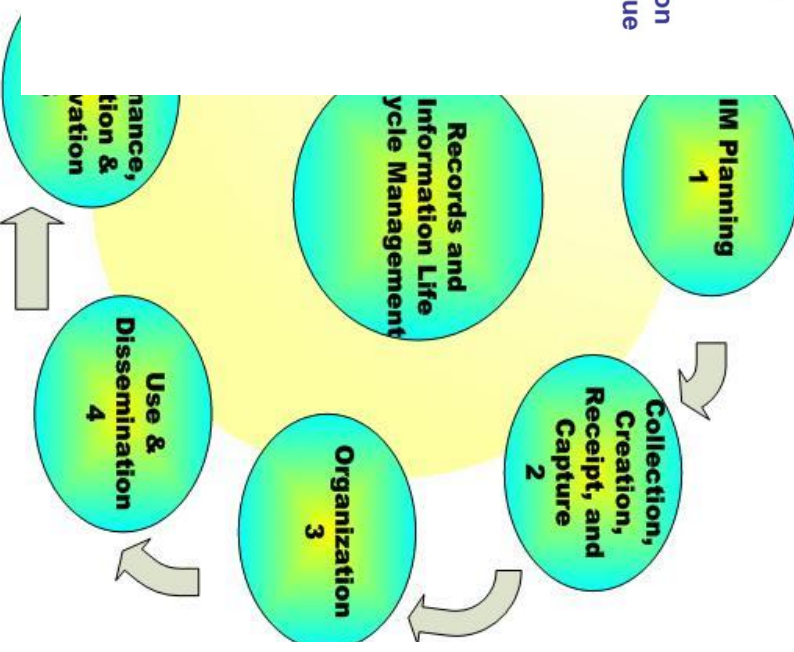 on
ue
IM Planning
1
Collection,
Creation,
Receipt, and
Capture
2
Records and
Information Life
ycle Management
Organization
3
Use &
Dissemination
4
nance,
tion &
vation